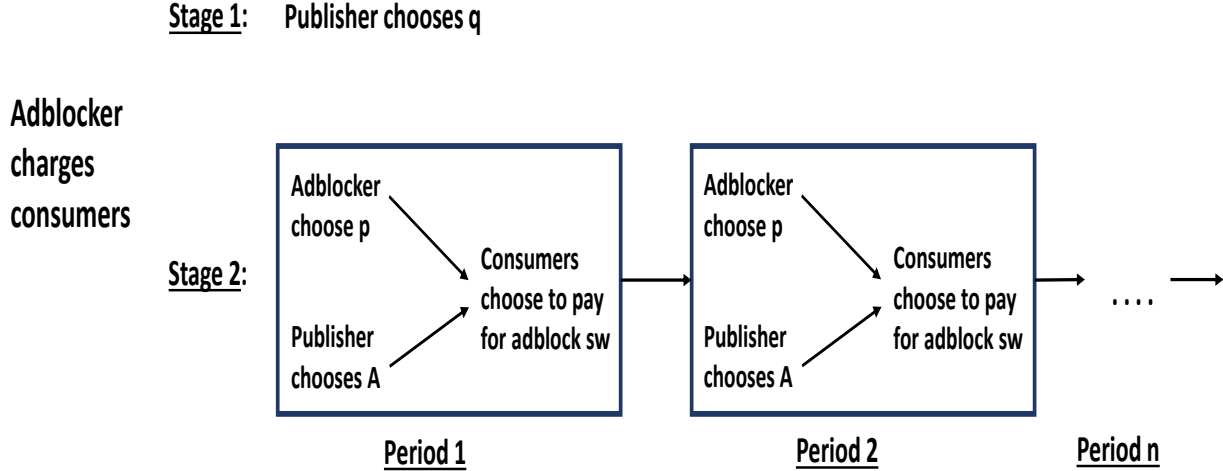 Stage 1: Publisher chooses q
Adblocker
charges
consumers
Stage 2:
Adblocker
choose p
Publisher
chooses A
Consumers
choose to pay
for adblock sw
Period 1
Adblocker
choose p
Publisher
chooses A
Consumers
choose to pay
for adblock sw
Period 2
....
Period n